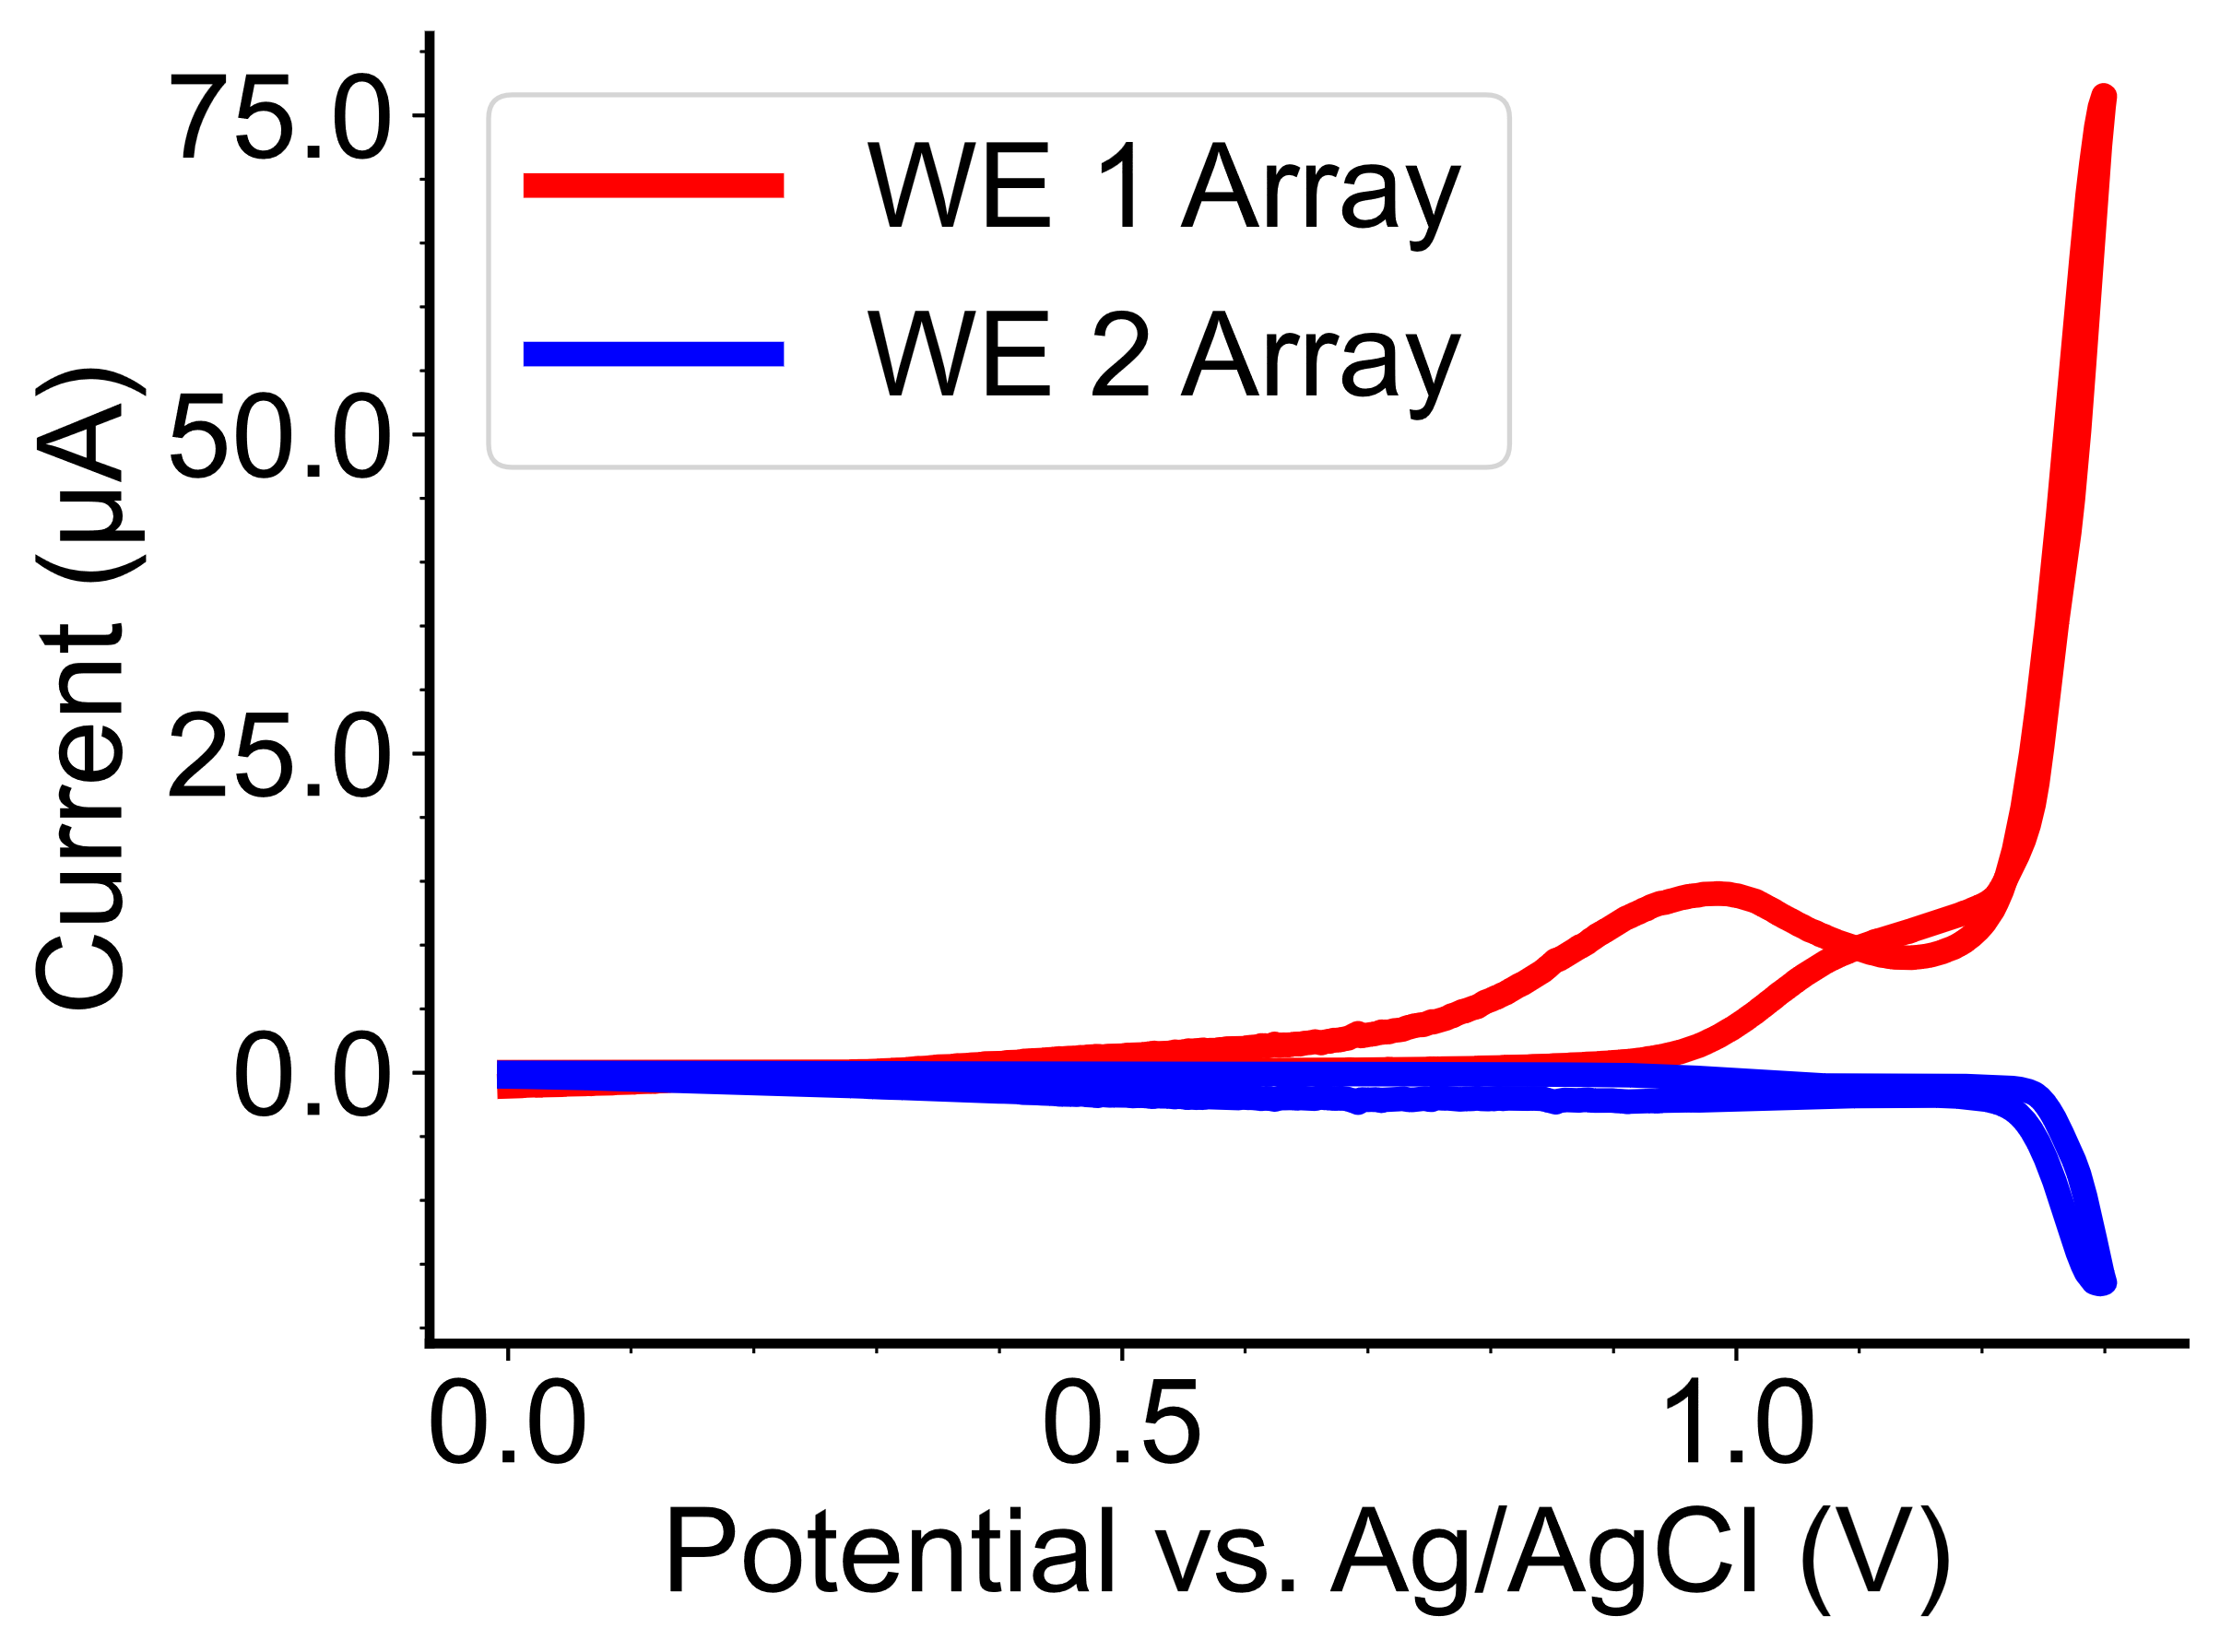 75.0
50.0
25.0
0.0
Current (µA)
WE 1 Array
WE 2 Array
0.0 0.5 1.0
Potential vs. Ag/AgCl (V)